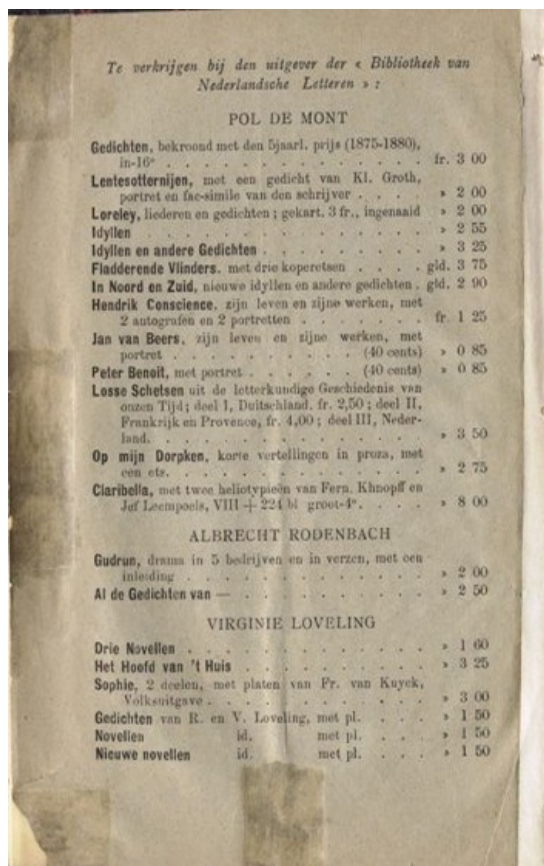 Te verkrijgen bij den uitgever der « Bibliotheek van
Nederlandsche Letteren » :
POL DE MONT
Gedichten, bekroond met den 5jaarl. prijs (1875-1880),
in-16° . . . . . . . . . . . . . . fr. 3 00
Lentesotternijen, met een gedicht van Kl. Groth,
portret en fac-simile van den schrijver . . . » 2 00
Loreley, liederen en gedichten ; gekart. 3 fr., ingenaaid » 2 00
Idyllen . . . . . . . . . . . . . . » 2 55
Idyllen en andere Gedichten . . . . . . . . » 3 25
Fladderende Vlinders, met drie koperetsen . . . . gld. 3 75
In Noord en Zuid, nieuwe idyllen en andere gedichten . gld. 2 90
Hendrik Conscience, zijn leven en zijne werken, met
2 autografen en 2 portretten . . . . . . . fr. 1 25
Jan van Beers, zijn leven en zijne werken, met
portret . . . . . . . . . . (40 cents) » 0 85
Peter Benoit, met portret . . . . . . (40 cents) » 0 85
Losse Schetsen uit de letterkundige Geschiedenis van
onzen Tijd ; deel I, Duitschland, fr. 2,50 ; deel II,
Frankrijk en Provence, fr. 4,00 ; deel III, Neder-
land. . . . . . . . . . . . . . . » 3 50
Op mijn Dorpken, korte vertellingen in proza, met
een ets. . . . . . . . . . . . . . » 2 75
Claribella, met twee heliotypieën van Fern. Khnopff en
Jef Leempoels, VIII + 224 bl groot-4°. . . . . » 8 00
ALBRECHT RODENBACH
Gudrun, drama in 5 bedrijven en in verzen, met een
inleiding . . . . . . . . . . . . . » 2 00
Al de Gedichten van — . . . . . . . . . » 2 50
VIRGINIE LOVELING
Drie Novellen . . . . . . . . . . . . » 1 60
Het Hoofd van 't Huis . . . . . . . . . . » 3 25
Sophie, 2 deelen, met platen van Fr. van Kuyck,
Volksuitgave . . . . . . . . . . . . » 3 00
Gedichten van R. en V. Loveling, met pl. . . . . » 1 50
Novellen id. met pl. . . . . » 1 50
Nieuwe novellen id. met pl. . . . . » 1 50